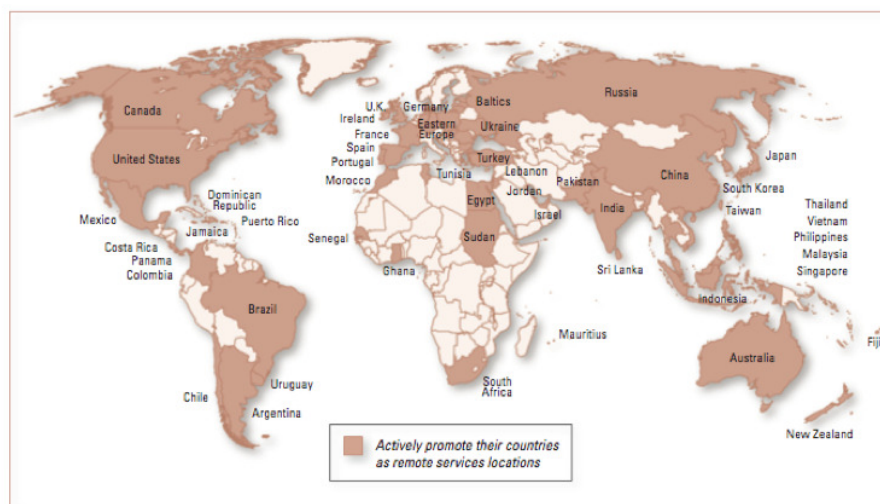 Canada
United States
Mexico
Dominican
Republic
Puerto Rico
Jamaica
Costa Rica
Panama
Colombia
Brazil
Chile
Uruguay
Argentina
U.K.
Ireland
France
Spain
Portugal
Morocco
Germany
Eastern
Europe
Baltics
Ukraine
Turkey
Tunisia
Lebanon
Jordan
Israel
Egypt
Sudan
Senegal
Ghana
South
Africa
Mauritius
Russia
Pakistan
India
Sri Lanka
China
Japan
South Korea
Taiwan
Thailand
Vietnam
Philippines
Malaysia
Singapore
Indonesia
Australia
Fiji
New Zealand
Actively promote their countries
as remote services locations